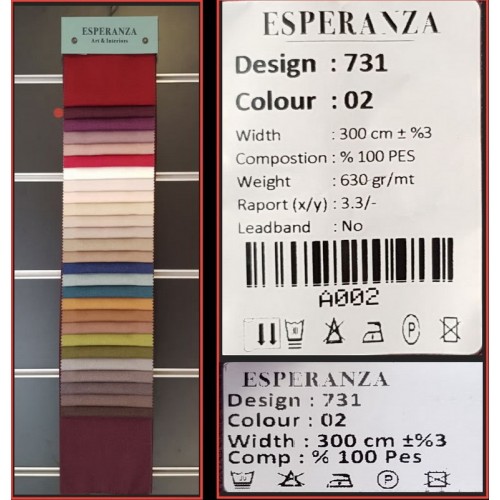 ESPERANZA
Art & Interiors
ESPERANZA
Design : 731
Colour : 02
Width : 300 cm ± %3
Compostion : % 100 PES
Weight : 630 gr/mt
Raport (x/y) : 3.3/-
Leadband : No
A002
P
ESPERANZA
Design : 731
Colour : 02
Width : 300 cm ±%3
Comp : % 100 Pes
P